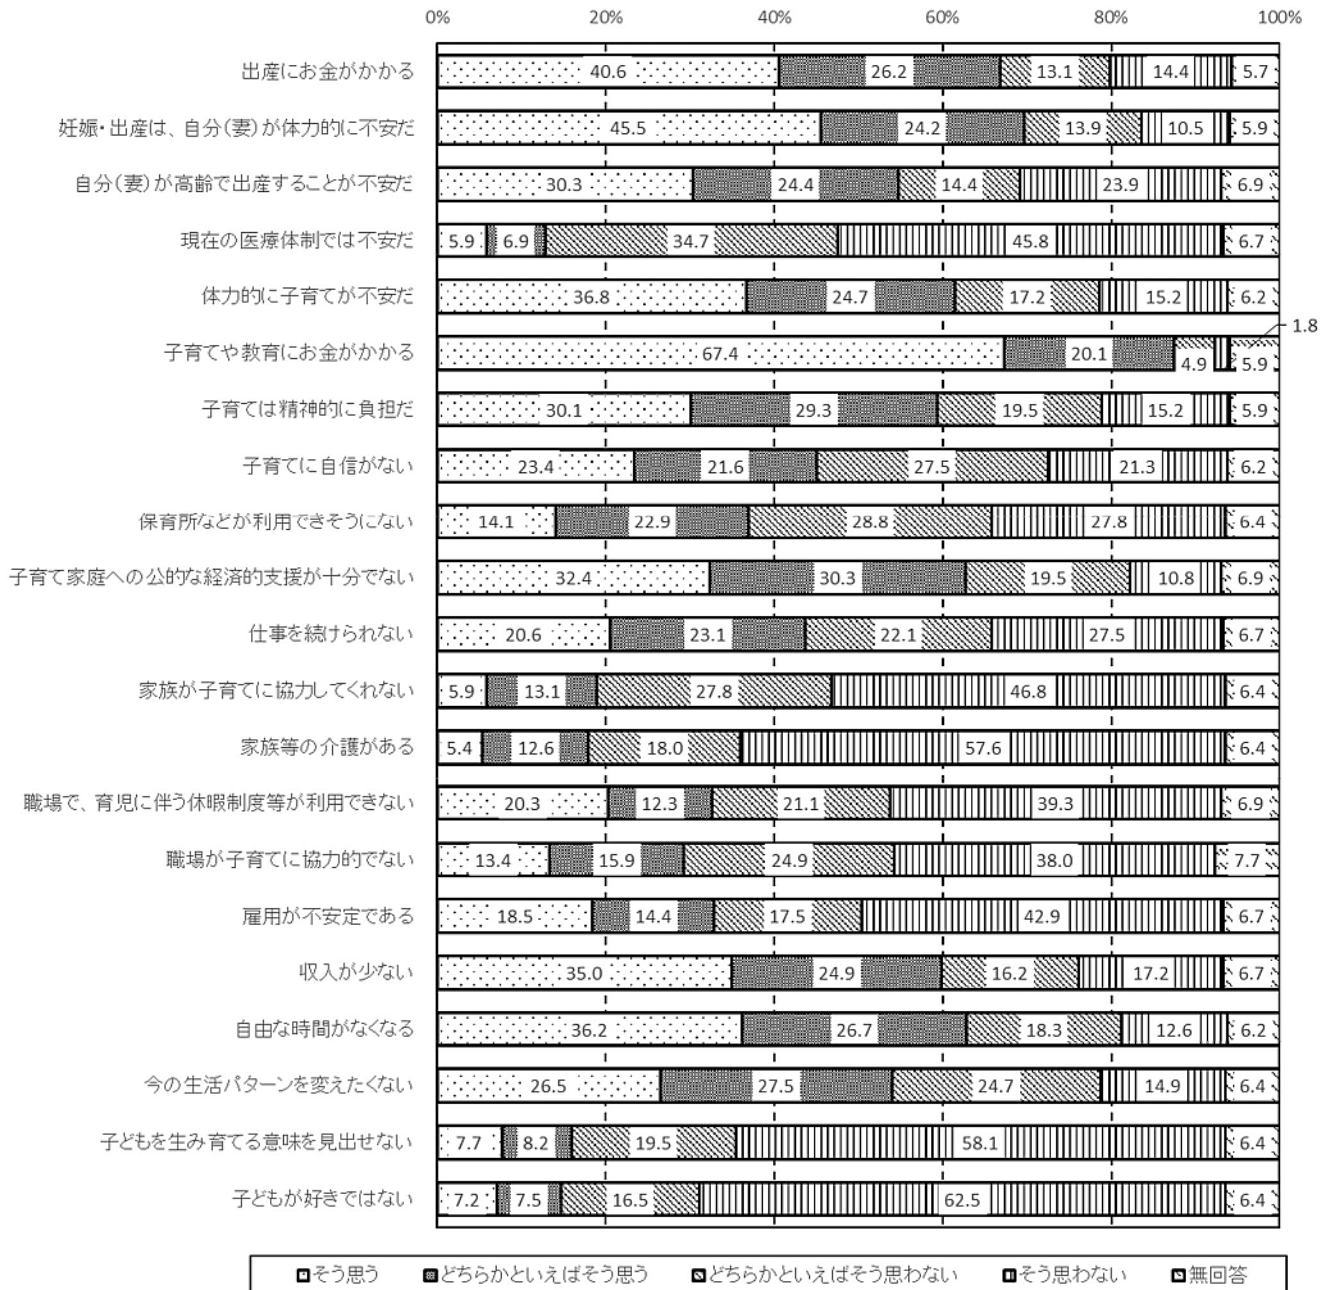 0% 20% 40% 60% 80% 100%
出産にお金がかかる 40.6 26.2 13.1 14.4 5.7
妊娠・出産は、自分(妻)が体力的に不安だ 45.5 24.2 13.9 10.5 5.9
自分(妻)が高齢で出産することが不安だ 30.3 24.4 14.4 23.9 6.9
現在の医療体制では不安だ 5.9 6.9 34.7 45.8 6.7
体力的に子育てが不安だ 36.8 24.7 17.2 15.2 6.2
1.8
子育てや教育にお金がかかる 67.4 20.1 4.9 5.9
子育ては精神的に負担だ 30.1 29.3 19.5 15.2 5.9
子育てに自信がない 23.4 21.6 27.5 21.3 6.2
保育所などが利用できそうにない 14.1 22.9 28.8 27.8 6.4
子育て家庭への公的な経済的支援が十分でない 32.4 30.3 19.5 10.8 6.9
仕事を続けられない 20.6 23.1 22.1 27.5 6.7
家族が子育てに協力してくれない 5.9 13.1 27.8 46.8 6.4
家族等の介護がある 5.4 12.6 18.0 57.6 6.4
職場で、育児に伴う休暇制度等が利用できない 20.3 12.3 21.1 39.3 6.9
職場が子育てに協力的でない 13.4 15.9 24.9 38.0 7.7
雇用が不安定である 18.5 14.4 17.5 42.9 6.7
収入が少ない 35.0 24.9 16.2 17.2 6.7
自由な時間がなくなる 36.2 26.7 18.3 12.6 6.2
今の生活パターンを変えたくない 26.5 27.5 24.7 14.9 6.4
子どもを生み育てる意味を見出せない 7.7 8.2 19.5 58.1 6.4
子どもが好きではない 7.2 7.5 16.5 62.5 6.4
そう思う どちらかといえばそう思う どちらかといえばそう思わない そう思わない 無回答